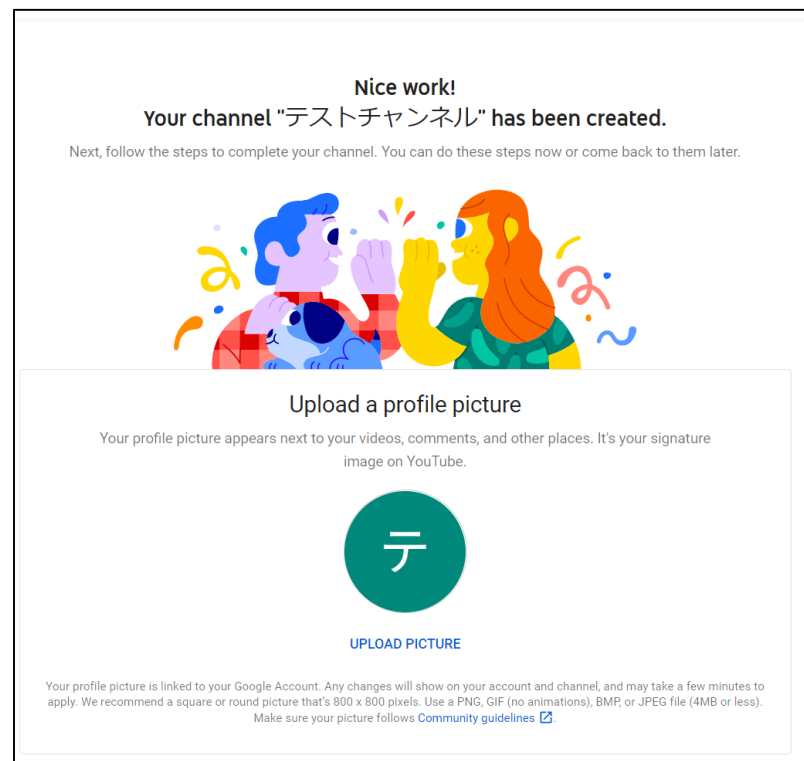 Nice work!
Your channel "テストチャンネル" has been created.
Next, follow the steps to complete your channel. You can do these steps now or come back to them later.
Upload a profile picture
Your profile picture appears next to your videos, comments, and other places. It's your signature
image on YouTube.
テ
UPLOAD PICTURE
Your profile picture is linked to your Google Account. Any changes will show on your account and channel, and may take a few minutes to
apply. We recommend a square or round picture that's 800 x 800 pixels. Use a PNG, GIF (no animations), BMP, or JPEG file (4MB or less).
Make sure your picture follows Community guidelines.